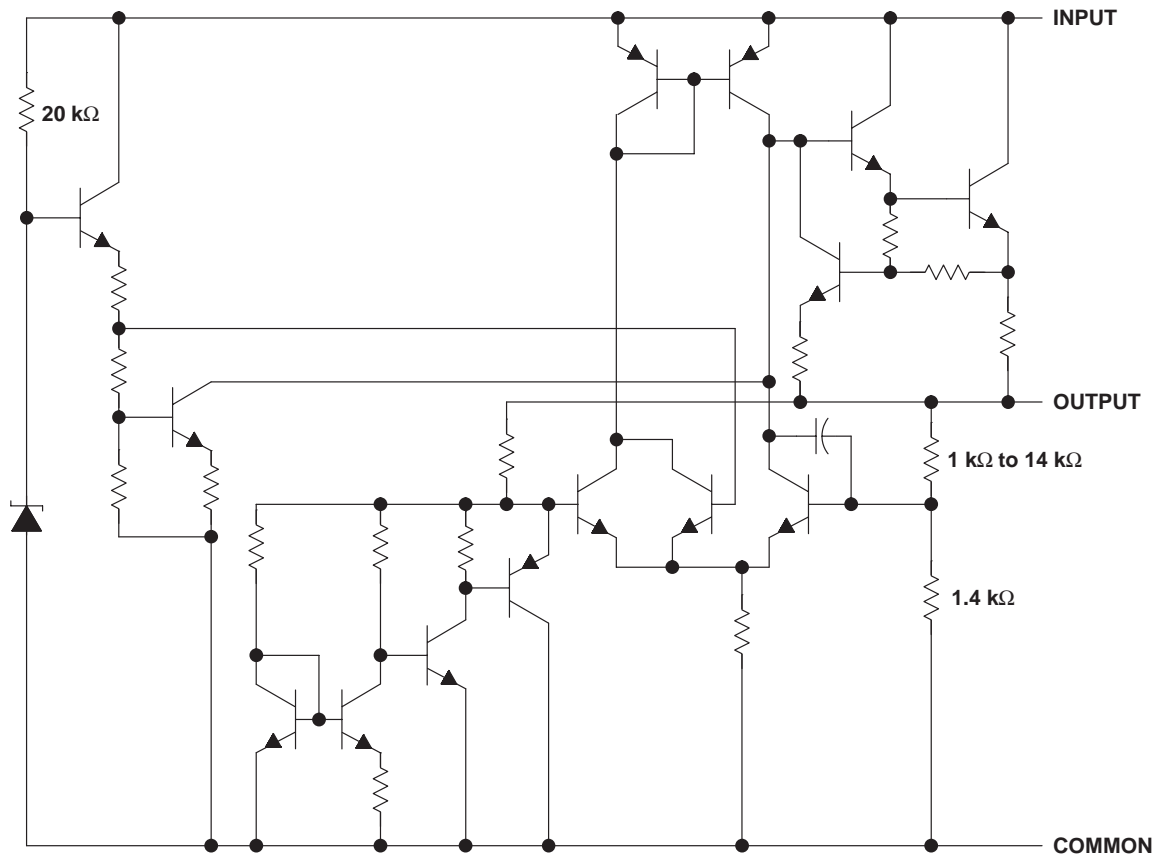 INPUT
20 kΩ
OUTPUT
1 kΩ to 14 kΩ
1.4 kΩ
COMMON